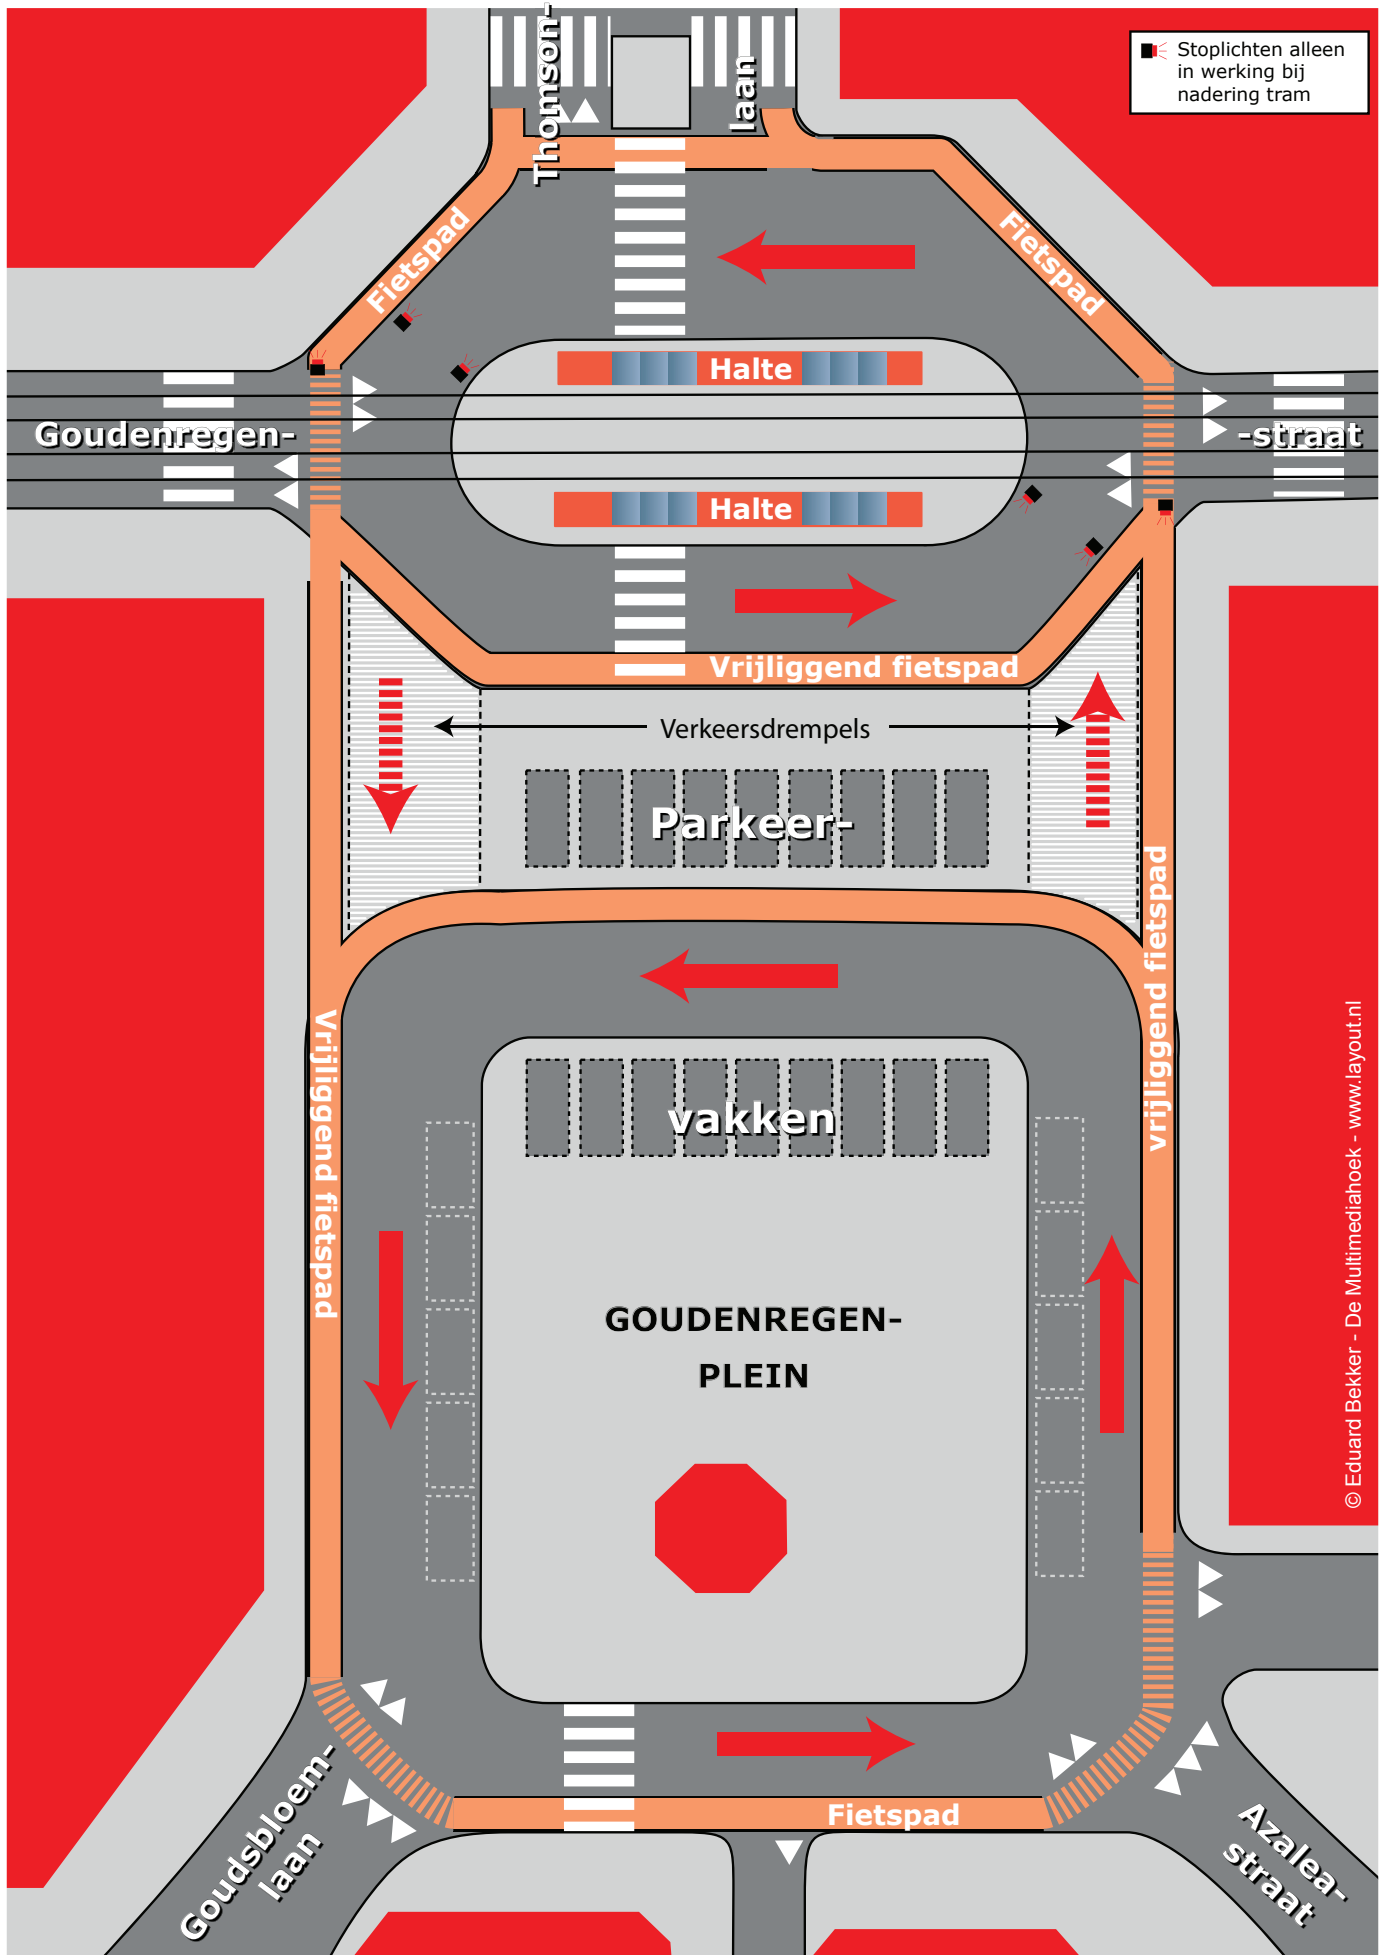 Thomson-
laan
Stoplichten alleen
in werking bij
nadering tram
Fietspad
Fietspad
Halte
Goudenregen-
-straat
Halte
Vrijliggend fietspad
Verkeersdrempels
Parkeer-
vrijliggend fietspad
Vrijliggend fietspad
vakken
© Eduard Bekker - De Multimediahoek - www.layout.nl
GOUDENREGEN-
PLEIN
Fietspad
Goudsbloem-
laan
Azalea-
straat